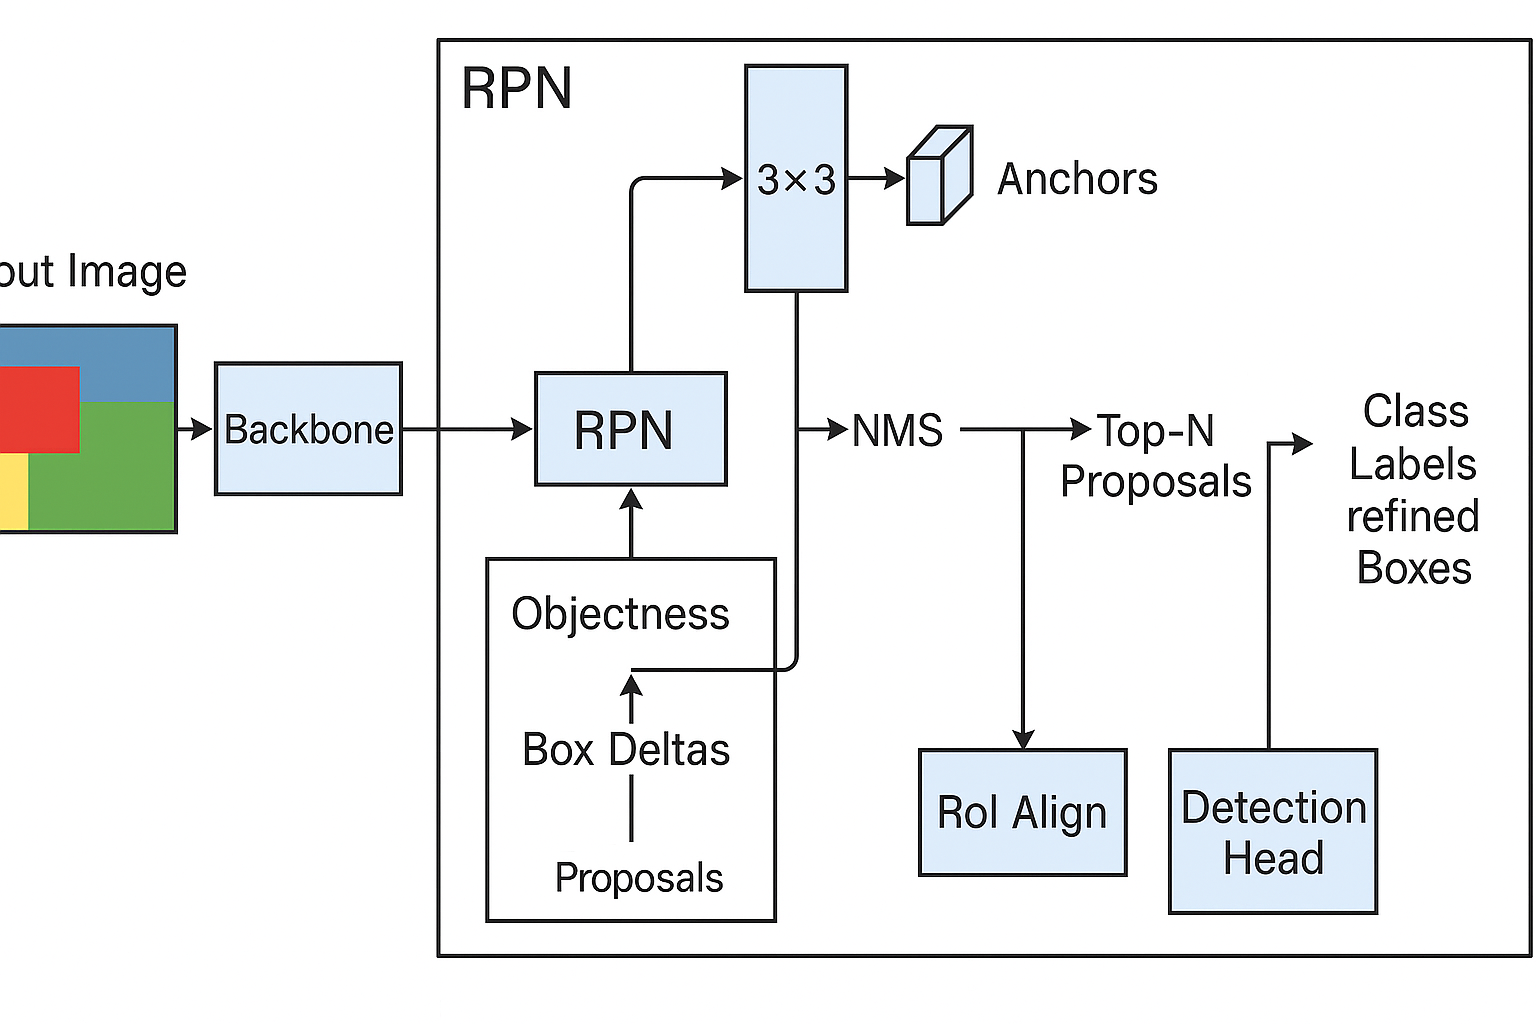 RPN
3×3
Anchors
out Image
Backbone
RPN
NMS
Top-N
Proposals
Class
Labels
refined
Boxes
Objectness
Box Deltas
Proposals
RoI Align
Detection
Head